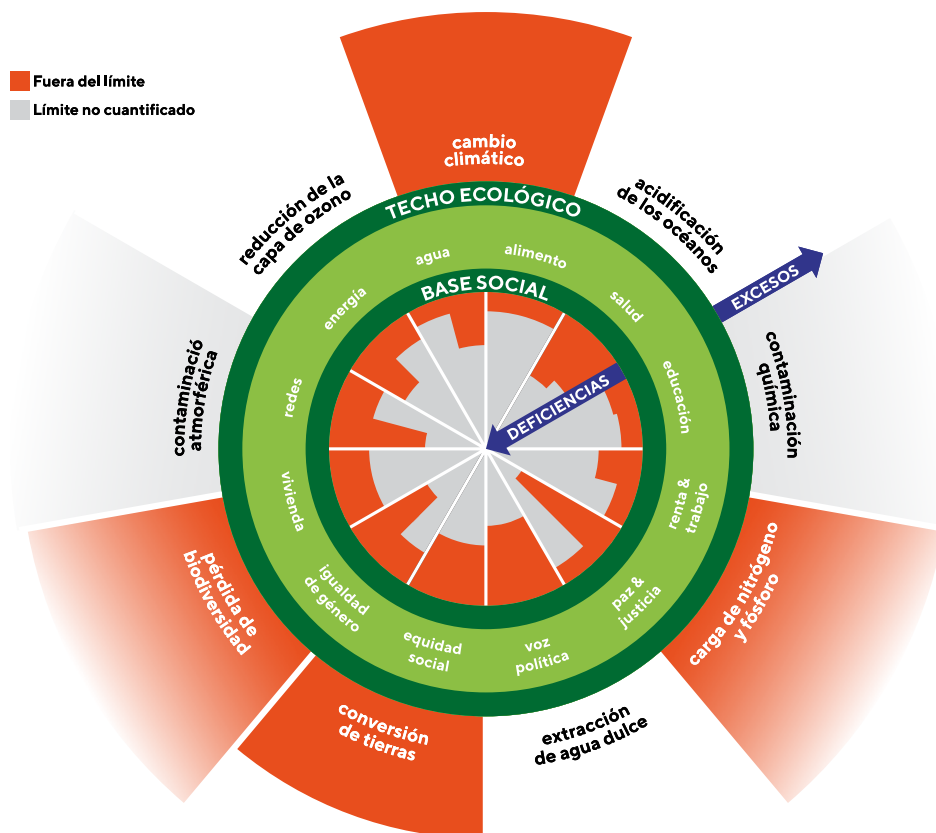 Fuera del límite
Límite no cuantificado
cambio
climático
reducción de la
capa de ozono
acidificación
de los océanos
TECHO ECOLÓGICO
agua
alimento
energía
salud
BASE SOCIAL
EXCESOS
contaminació
atmorférica
contaminación
química
redes
educación
DEFICIENCIAS
vivienda
renta &
trabajo
igualdad
de género
paz &
justicia
equidad
social
voz
política
pérdida de
biodiversidad
carga de nitrógeno
y fósforo
conversión
de tierras
extracción
de agua dulce